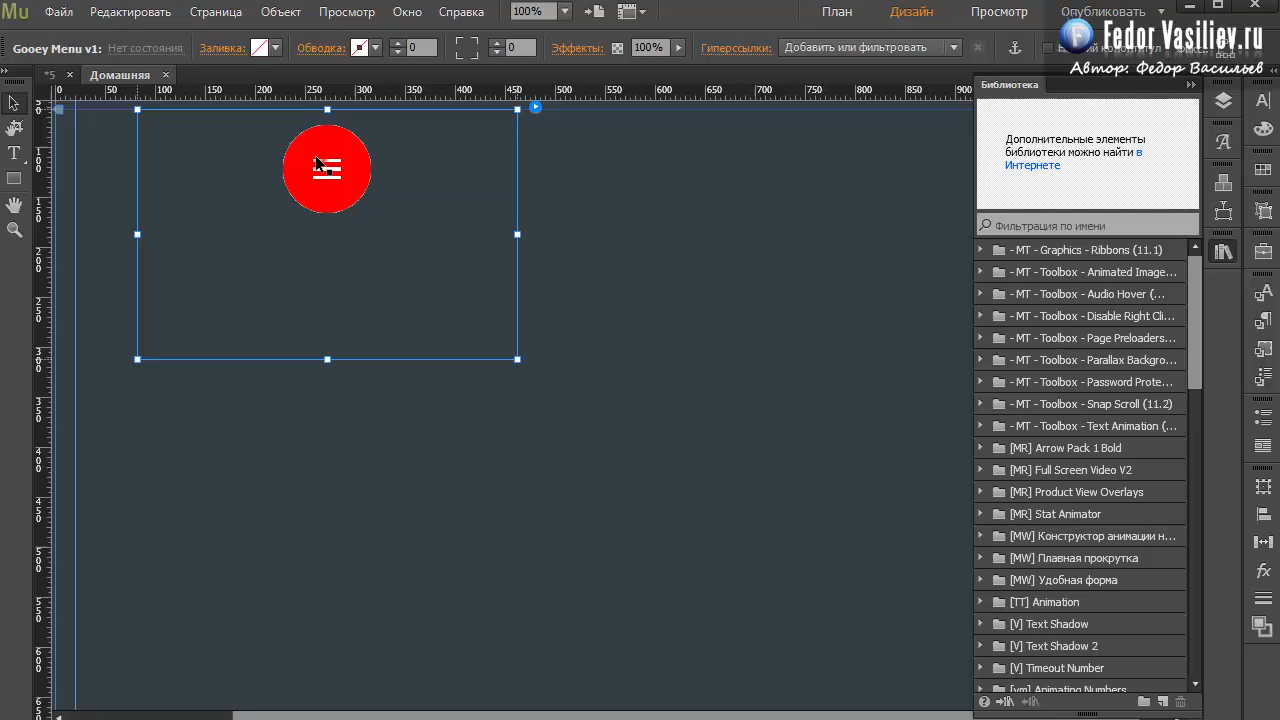 Mu Файл Редактировать Страница Объект Просмотр Окно Справка 100% План Дизайн Просмотр Опубликовать
Fedor Vasiliev.ru
Автор: Федор Васильев
Gooey Menu v1: Нет состояния Заливка: Обводка: 0 0 Эффекты: 100% Гиперссылки: Добавить или фильтровать
*5 × Домашняя ×
0 50 100 150 200 250 300 350 400 450 500 550 600 650 700 750 800 850 900
Библиотека
Дополнительные элементы
библиотеки можно найти в
Интернете
Фильтрация по имени
- MT - Graphics - Ribbons (11.1)
- MT - Toolbox - Animated Image...
- MT - Toolbox - Audio Hover (...
- MT - Toolbox - Disable Right Cli...
- MT - Toolbox - Page Preloaders...
- MT - Toolbox - Parallax Backgro...
- MT - Toolbox - Password Prote...
- MT - Toolbox - Snap Scroll (11.2)
- MT - Toolbox - Text Animation (...
[MR] Arrow Pack 1 Bold
[MR] Full Screen Video V2
[MR] Product View Overlays
[MR] Stat Animator
[MW] Конструктор анимации н...
[MW] Плавная прокрутка
[MW] Удобная форма
[TT] Animation
[V] Text Shadow
[V] Text Shadow 2
[V] Timeout Number
[vm] Animating Numbers